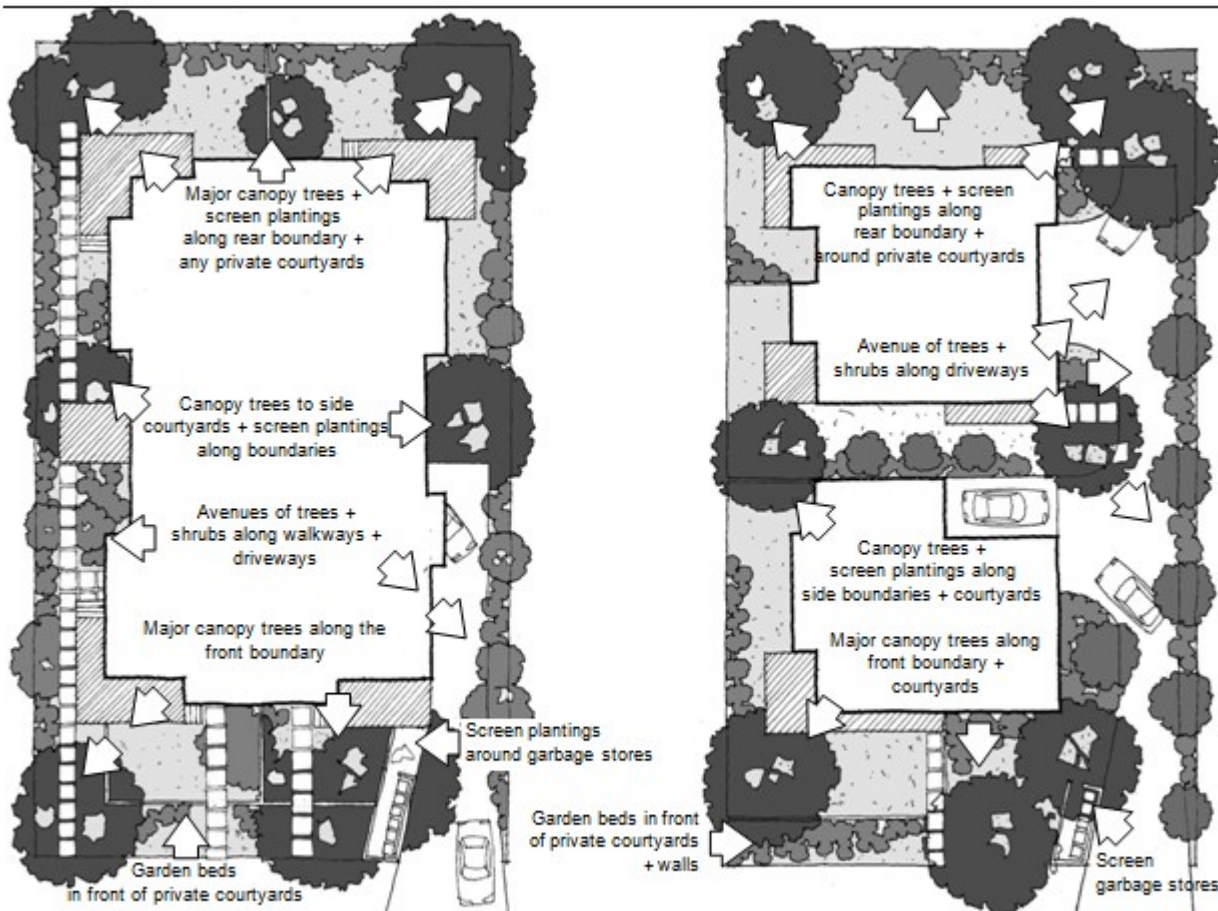 Major canopy trees +
screen plantings
along rear boundary +
any private courtyards
Canopy trees to side
courtyards + screen plantings
along boundaries
Avenues of trees +
shrubs along walkways +
driveways
Major canopy trees along the
front boundary
Screen plantings
around garbage stores
Garden beds
in front of private courtyards
Canopy trees + screen
plantings along
rear boundary +
around private courtyards
Avenue of trees +
shrubs along driveways
Canopy trees +
screen plantings along
side boundaries + courtyards
Major canopy trees along
front boundary +
courtyards
Garden beds in front
of private courtyards
+ walls
Screen
garbage stores